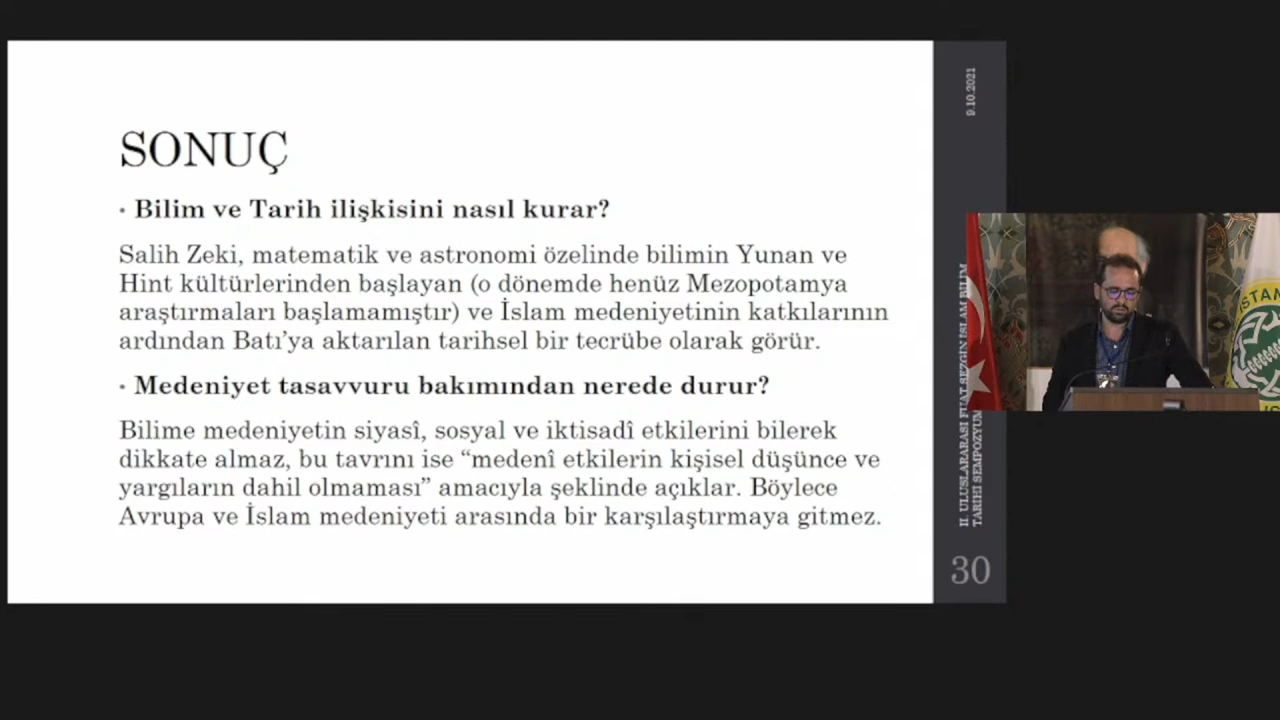 SONUÇ
• Bilim ve Tarih ilişkisini nasıl kurar?
Salih Zeki, matematik ve astronomi özelinde bilimin Yunan ve
Hint kültürlerinden başlayan (o dönemde henüz Mezopotamya
araştırmaları başlamamıştır) ve İslam medeniyetinin katkılarının
ardından Batı’ya aktarılan tarihsel bir tecrübe olarak görür.
• Medeniyet tasavvuru bakımından nerede durur?
Bilime medeniyetin siyasî, sosyal ve iktisadî etkilerini bilerek
dikkate almaz, bu tavrını ise “medenî etkilerin kişisel düşünce ve
yargıların dahil olmaması” amacıyla şeklinde açıklar. Böylece
Avrupa ve İslam medeniyeti arasında bir karşılaştırmaya gitmez.
9.10.2021
II. ULUSLARARASI FUAT SEZGİN İSLAM BİLİM
TARİHİ SEMPOZYUM
30
İSTAN